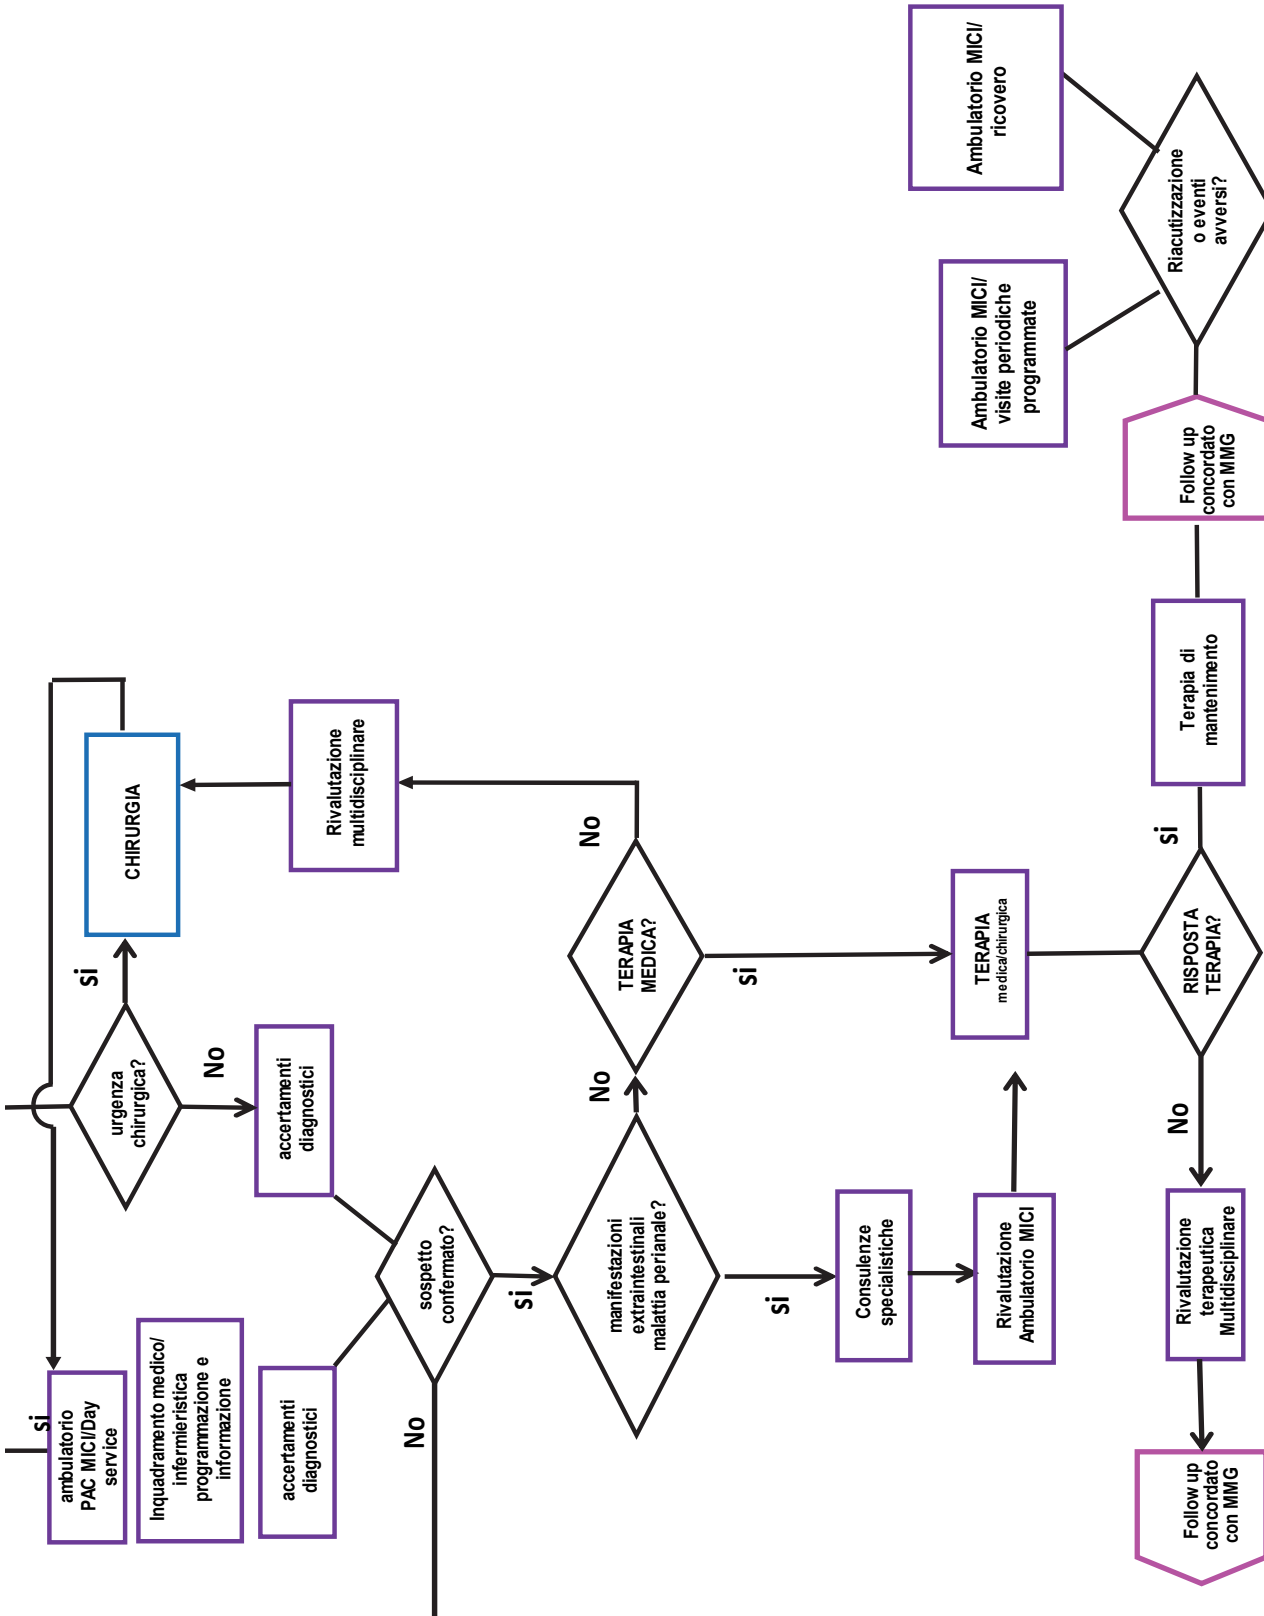 si
ambulatorio
PAC MICI/Day
service
Inquadramento medico/
infermieristica
programmazione e
informazione
accertamenti
diagnostici
No
urgenza
chirurgica?
si
CHIRURGIA
No
accertamenti
diagnostici
sospetto
confermato?
si
manifestazioni
extraintestinali
malattia perianale?
No
TERAPIA
MEDICA?
No
Rivalutazione
multidisciplinare
si
Consulenze
specialistiche
Rivalutazione
Ambulatorio MICI
si
TERAPIA
medica/chirurgica
RISPOSTA
TERAPIA?
No
Rivalutazione
terapeutica
Multidisciplinare
Follow up
concordato
con MMG
si
Terapia di
mantenimento
Follow up
concordato
con MMG
Riacutizzazione
o eventi
avversi?
Ambulatorio MICI/
visite periodiche
programmate
Ambulatorio MICI/
ricovero